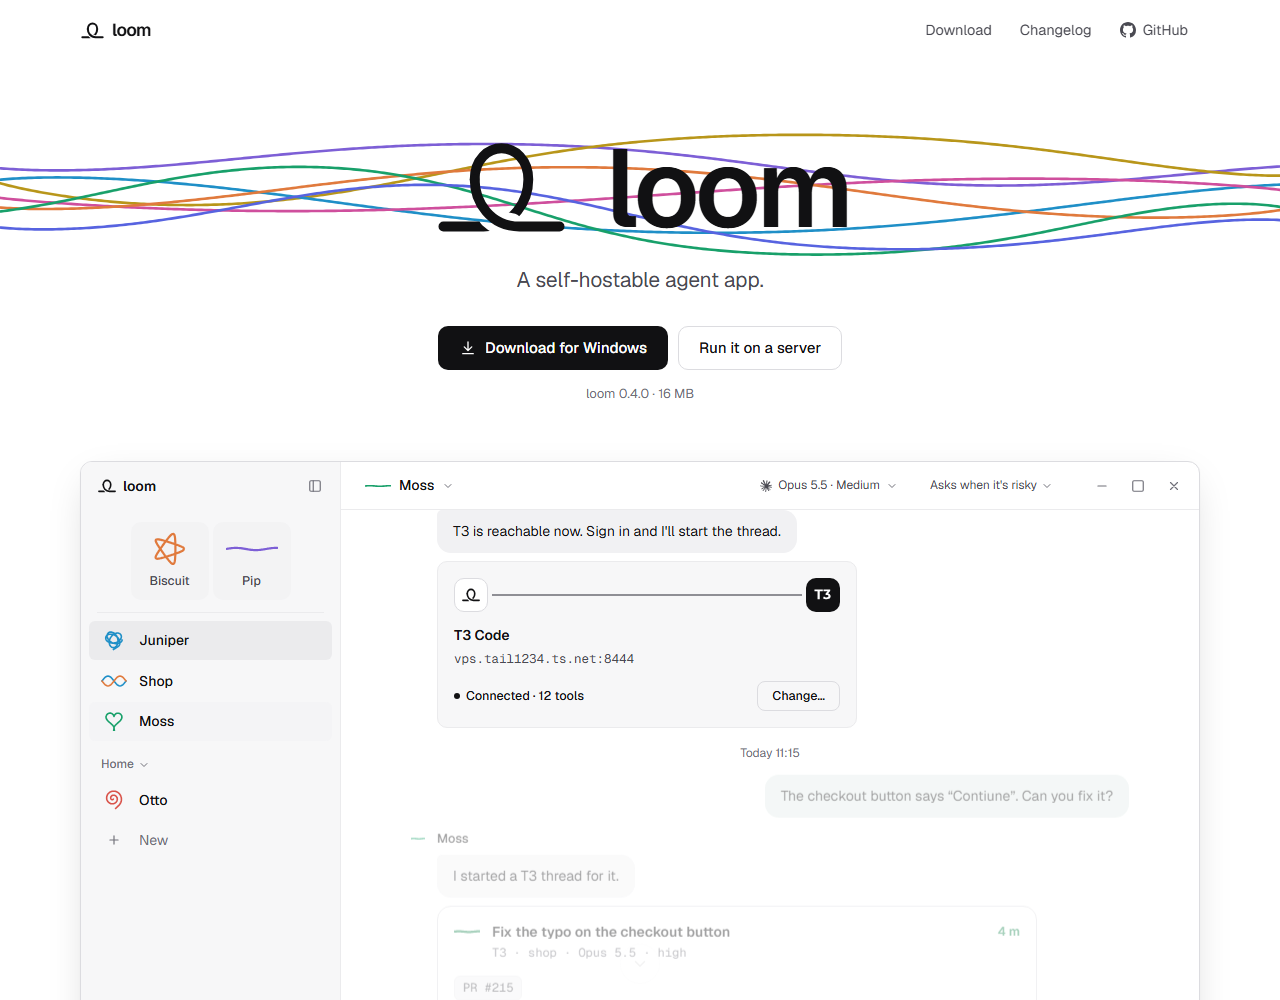 loom
Download
Changelog
GitHub
loom
A self-hostable agent app.
Download for Windows
Run it on a server
loom 0.4.0 · 16 MB
loom
Moss
Opus 5.5 · Medium
Asks when it's risky
Biscuit
Pip
Juniper
Shop
Moss
Home
Otto
New
T3 is reachable now. Sign in and I'll start the thread.
T3
T3 Code
vps.tail1234.ts.net:8444
Connected · 12 tools
Change...
Today 11:15
The checkout button says “Contiune”. Can you fix it?
Moss
I started a T3 thread for it.
Fix the typo on the checkout button
4 m
T3 · shop · Opus 5.5 · high
PR #215